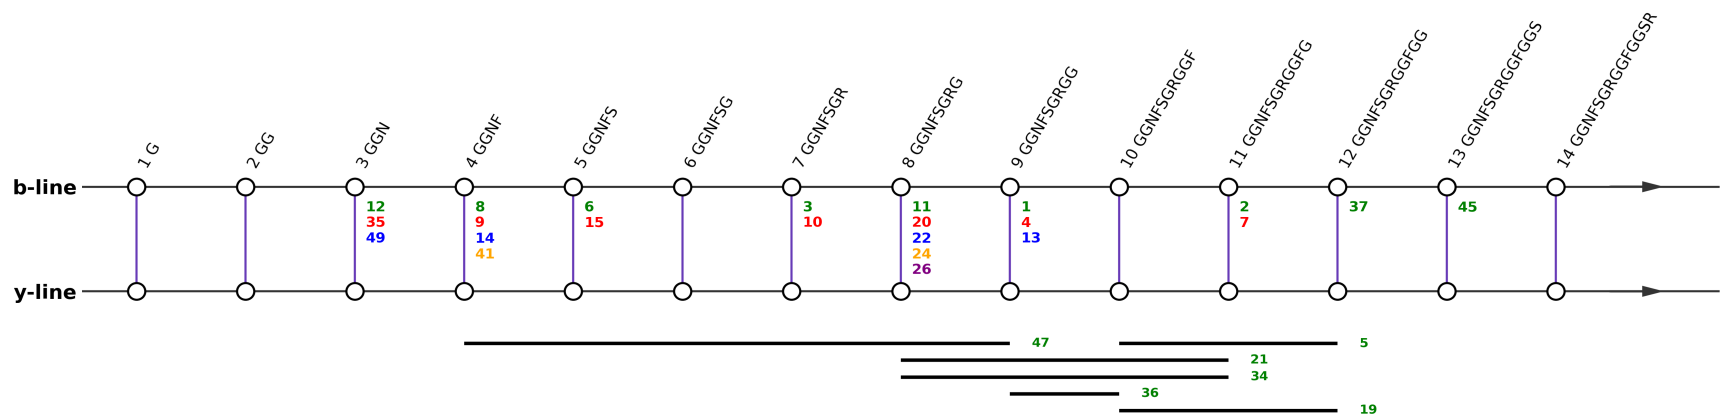 1 G
2 GG
3 GGN
4 GGNF
5 GGNFS
6 GGNFSG
7 GGNFSGR
8 GGNFSGRG
9 GGNFSGRGG
10 GGNFSGRGGF
11 GGNFSGRGGFG
12 GGNFSGRGGFGG
13 GGNFSGRGGFGGS
14 GGNFSGRGGFGGSR
b-line
12 8 6 3 11 1 2 37 45
35 9 15 10 20 4 7
49 14 22 13
41 24
26
y-line
47 5
21
34
36
19